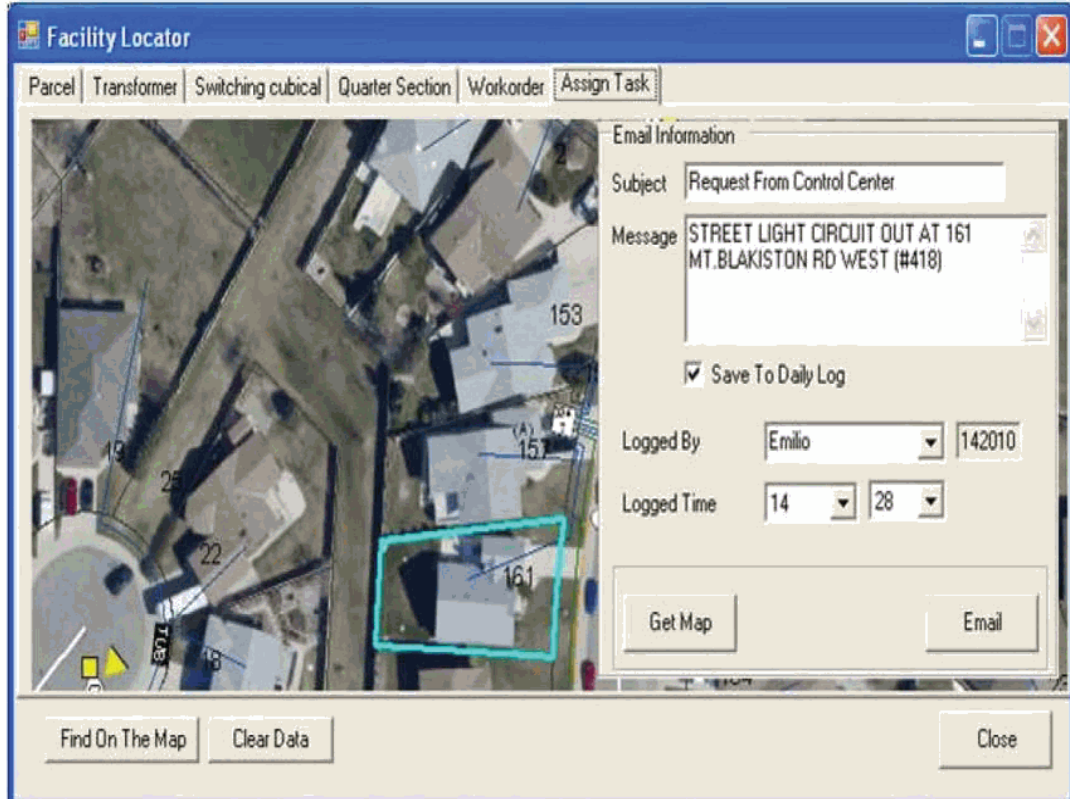 Facility Locator
Parcel Transformer Switching cubical Quarter Section Workorder Assign Task
Email Information
Subject Request From Control Center
Message STREET LIGHT CIRCUIT OUT AT 161
MT.BLAKISTON RD WEST (#418)
Save To Daily Log
Logged By Emilio 142010
Logged Time 14 28
Get Map Email
2
153
(A)
157
19
25
22
161
18
Find On The Map Clear Data Close